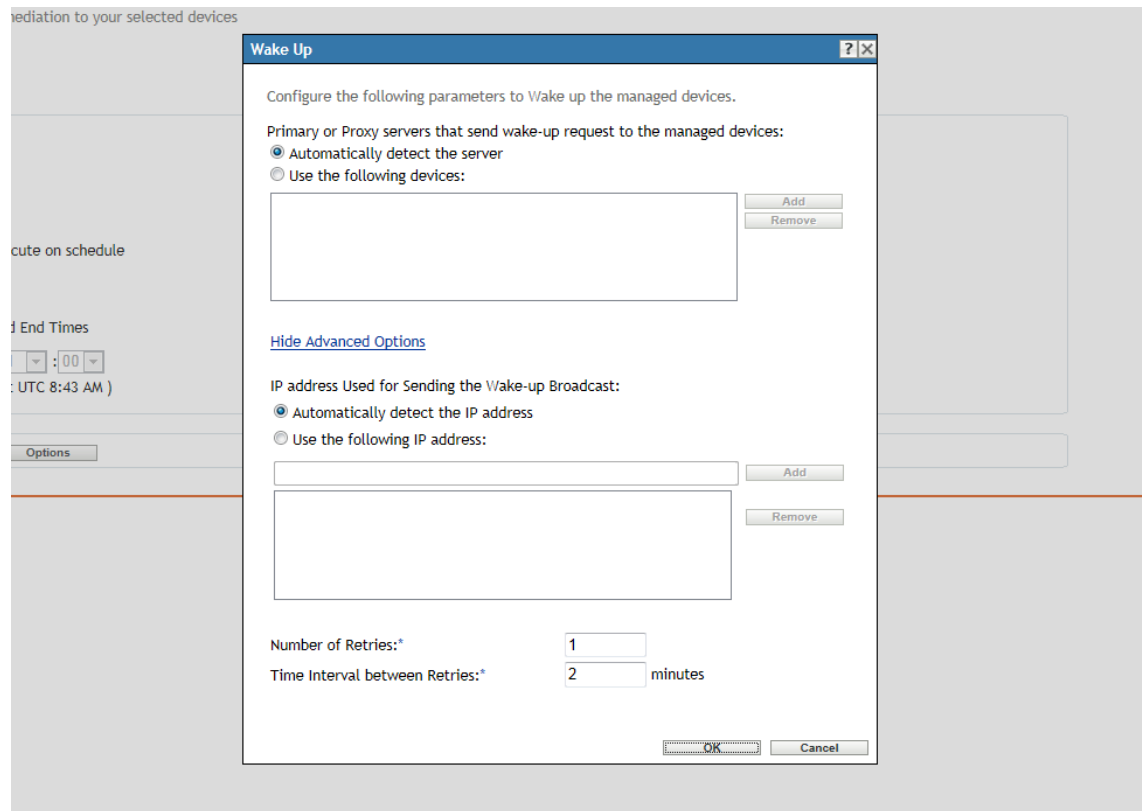 mediation to your selected devices
Wake Up
?
Configure the following parameters to Wake up the managed devices.
Primary or Proxy servers that send wake-up request to the managed devices:
Automatically detect the server
Use the following devices:
Add
Remove
cute on schedule
End Times
Hide Advanced Options
:00
UTC 8:43 AM )
IP address Used for Sending the Wake-up Broadcast:
Automatically detect the IP address
Use the following IP address:
Options
Add
Remove
Number of Retries:* 1
Time Interval between Retries:* 2 minutes
OK Cancel